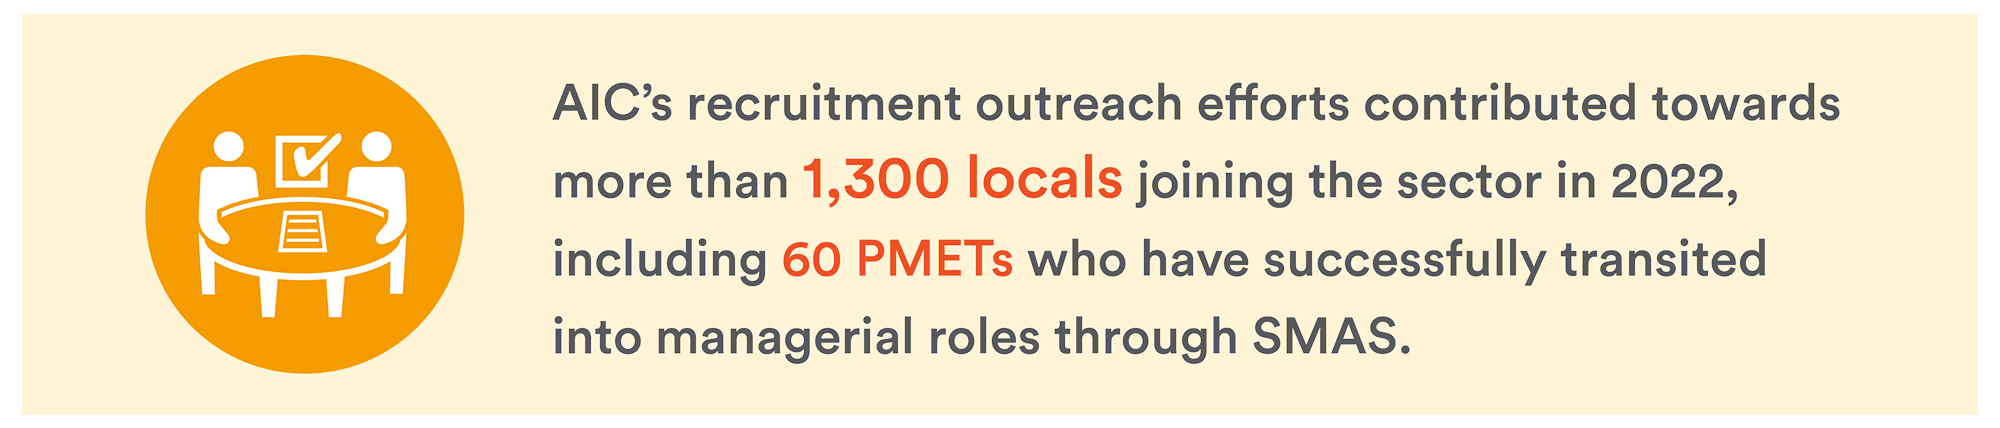 AIC’s recruitment outreach efforts contributed towards
more than 1,300 locals joining the sector in 2022,
including 60 PMETs who have successfully transited
into managerial roles through SMAS.